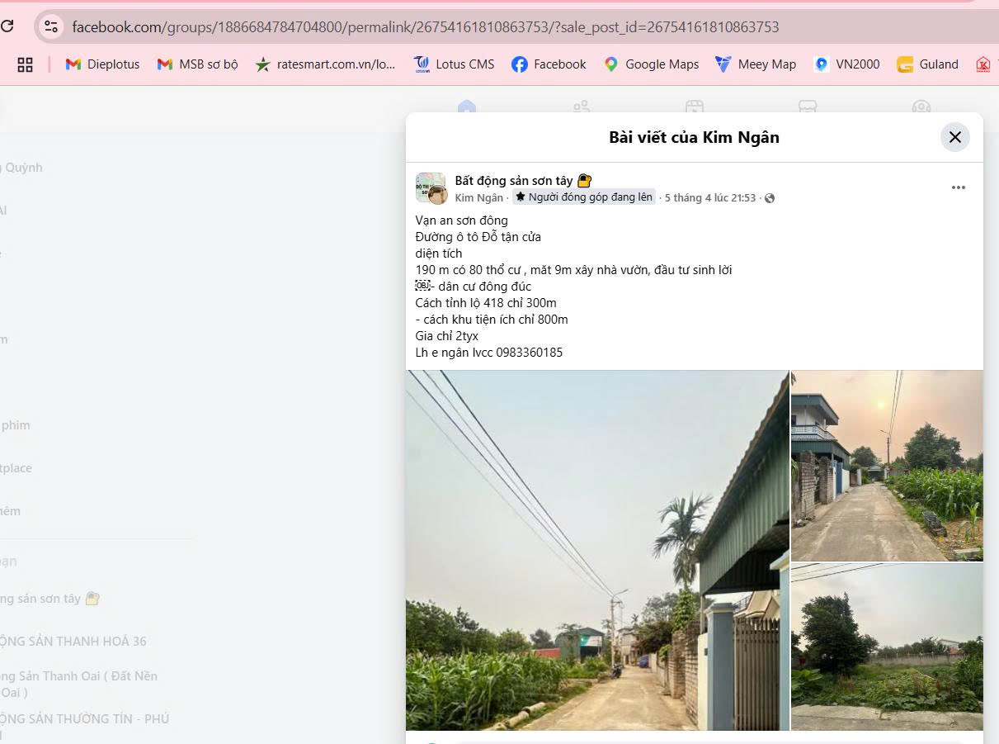 facebook.com/groups/1886684784704800/permalink/26754161810863753/?sale_post_id=26754161810863753
Dieplotus
MSB sơ bộ
ratesmart.com.vn/lo...
Lotus CMS
Facebook
Google Maps
Meey Map
VN2000
Guland
Bài viết của Kim Ngân
Quỳnh
Bất động sản sơn tây
Kim Ngân · Người đóng góp đang lên · 5 tháng 4 lúc 21:53 ·
Vạn an sơn đông
Đường ô tô Đỗ tận cửa
diện tích
190 m có 80 thổ cư , măt 9m xây nhà vườn, đầu tư sinh lời
OBJ- dân cư đông đúc
Cách tỉnh lộ 418 chỉ 300m
- cách khu tiện ích chỉ 800m
Gia chỉ 2tyx
Lh e ngân lvcc 0983360185
phim
tplace
ng sản sơn tây
ỘNG SẢN THANH HOÁ 36
ng Sản Thanh Oai ( Đất Nền
Oai )
ỘNG SẢN THƯỜNG TÍN - PHÚ